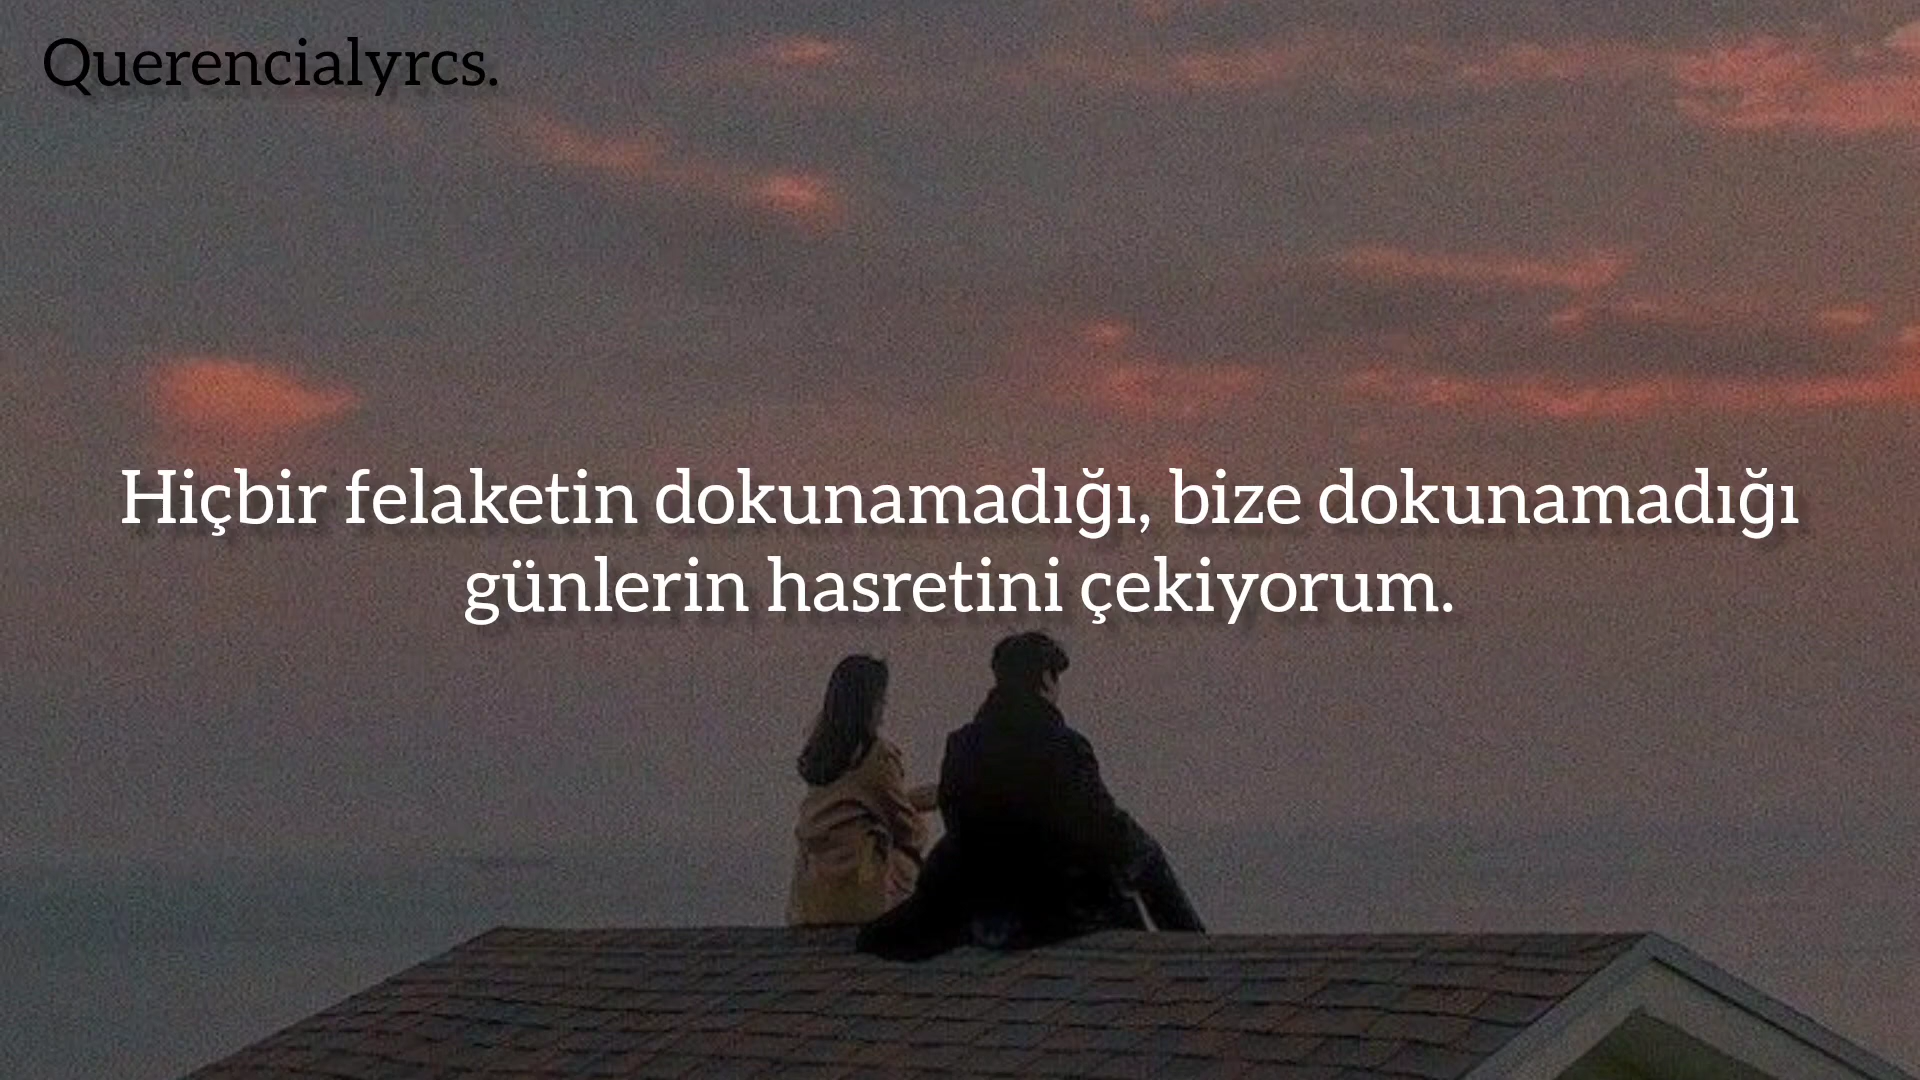 Querencialyrcs.
Hiçbir felaketin dokunamadığı, bize dokunamadığı
günlerin hasretini çekiyorum.